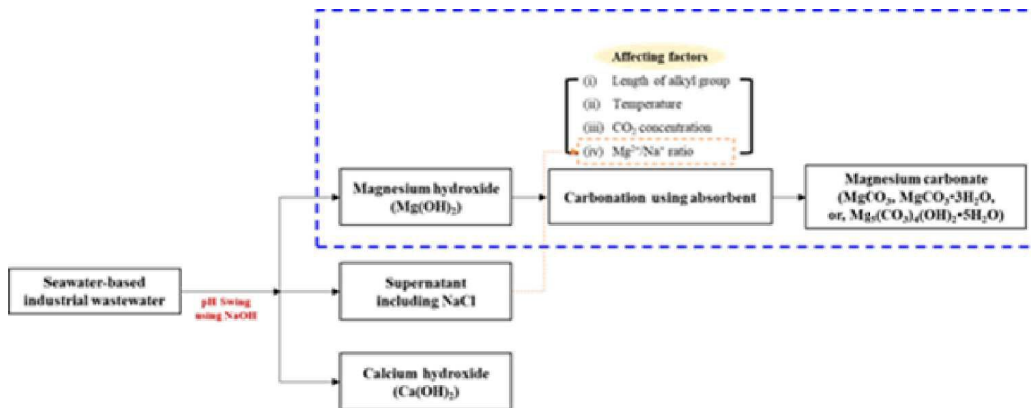 Affecting factors
(i) Length of alkyl group
(ii) Temperature
(iii) CO₂ concentration
(iv) Mg²⁺/Na⁺ ratio
Magnesium hydroxide
(Mg(OH)₂)
Carbonation using absorbent
Magnesium carbonate
(MgCO₃, MgCO₃•3H₂O,
or, Mg₅(CO₃)₄(OH)₂•5H₂O)
Seawater-based
industrial wastewater
pH Swing
using NaOH
Supernatant
including NaCl
Calcium hydroxide
(Ca(OH)₂)